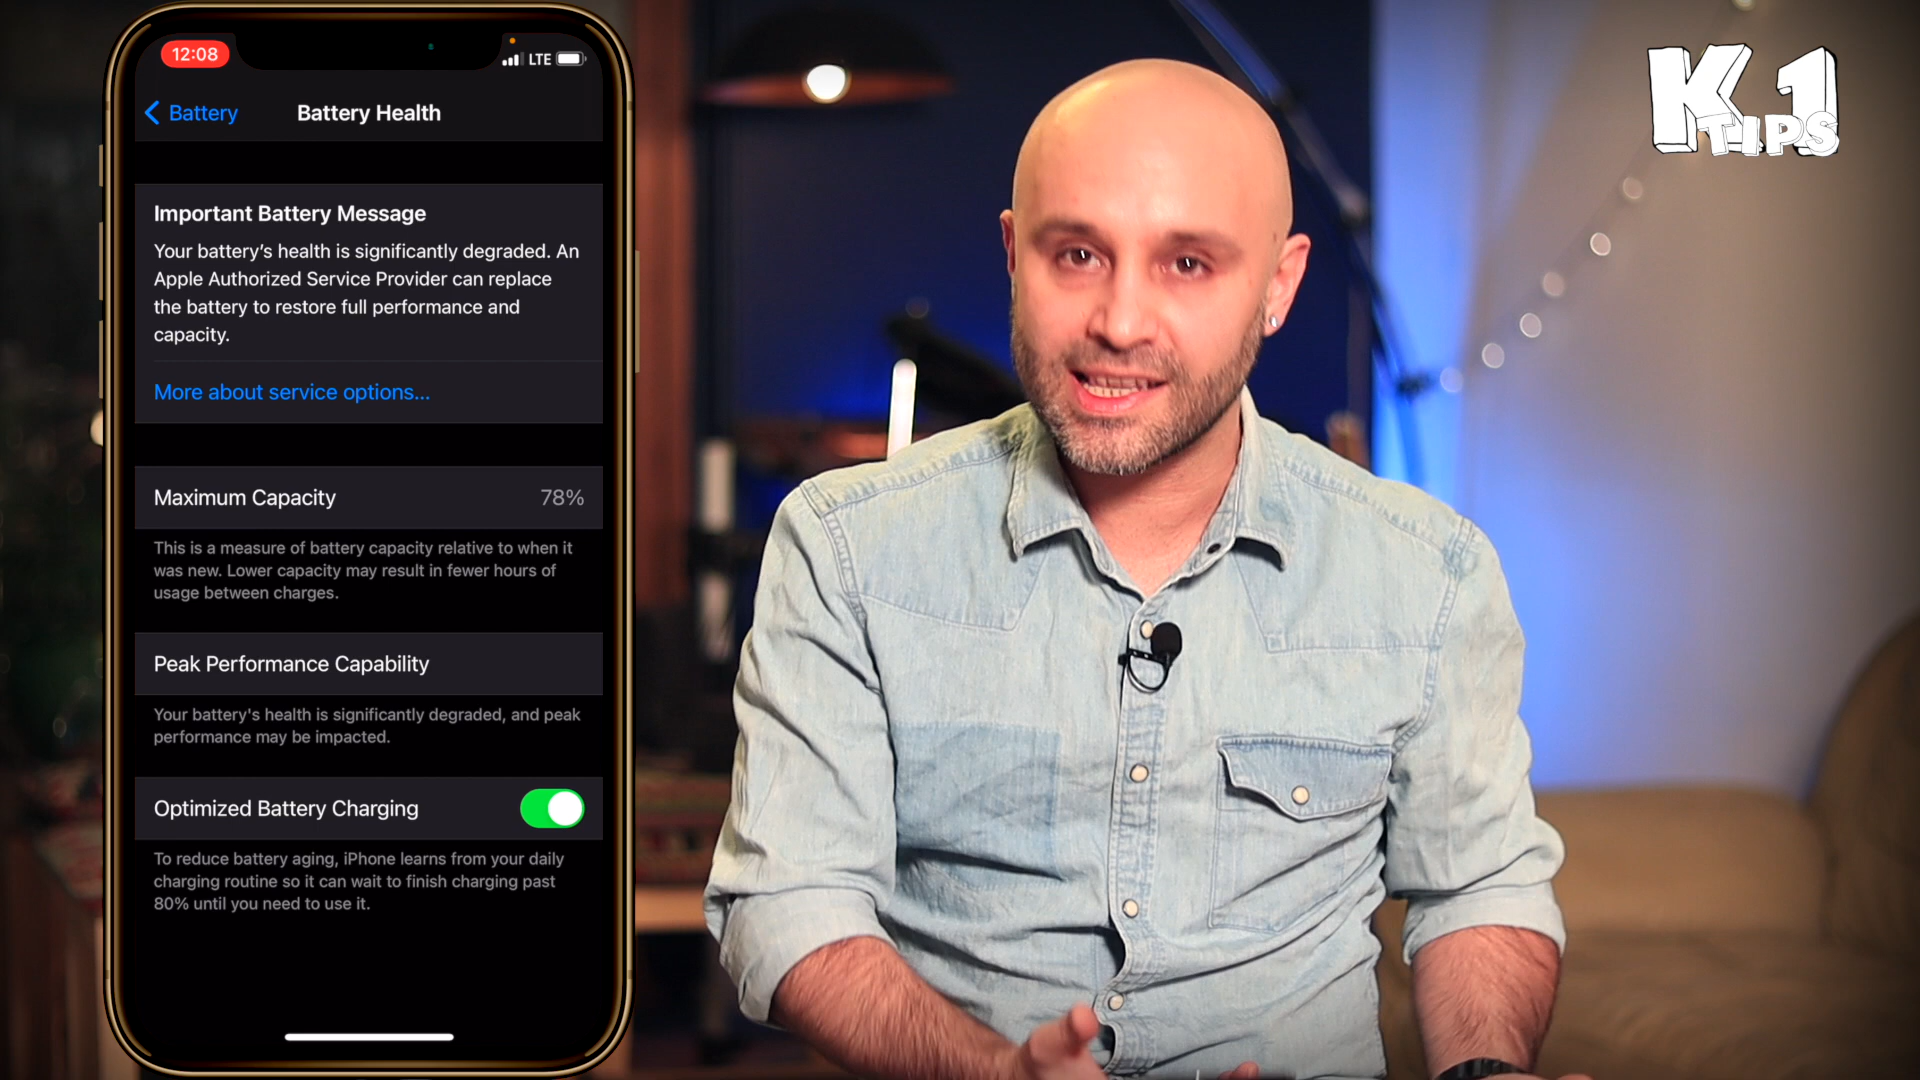 12:08
LTE
Battery
Battery Health
Important Battery Message
Your battery's health is significantly degraded. An
Apple Authorized Service Provider can replace
the battery to restore full performance and
capacity.
More about service options...
Maximum Capacity 78%
This is a measure of battery capacity relative to when it
was new. Lower capacity may result in fewer hours of
usage between charges.
Peak Performance Capability
Your battery's health is significantly degraded, and peak
performance may be impacted.
Optimized Battery Charging
To reduce battery aging, iPhone learns from your daily
charging routine so it can wait to finish charging past
80% until you need to use it.
K1
TIPS